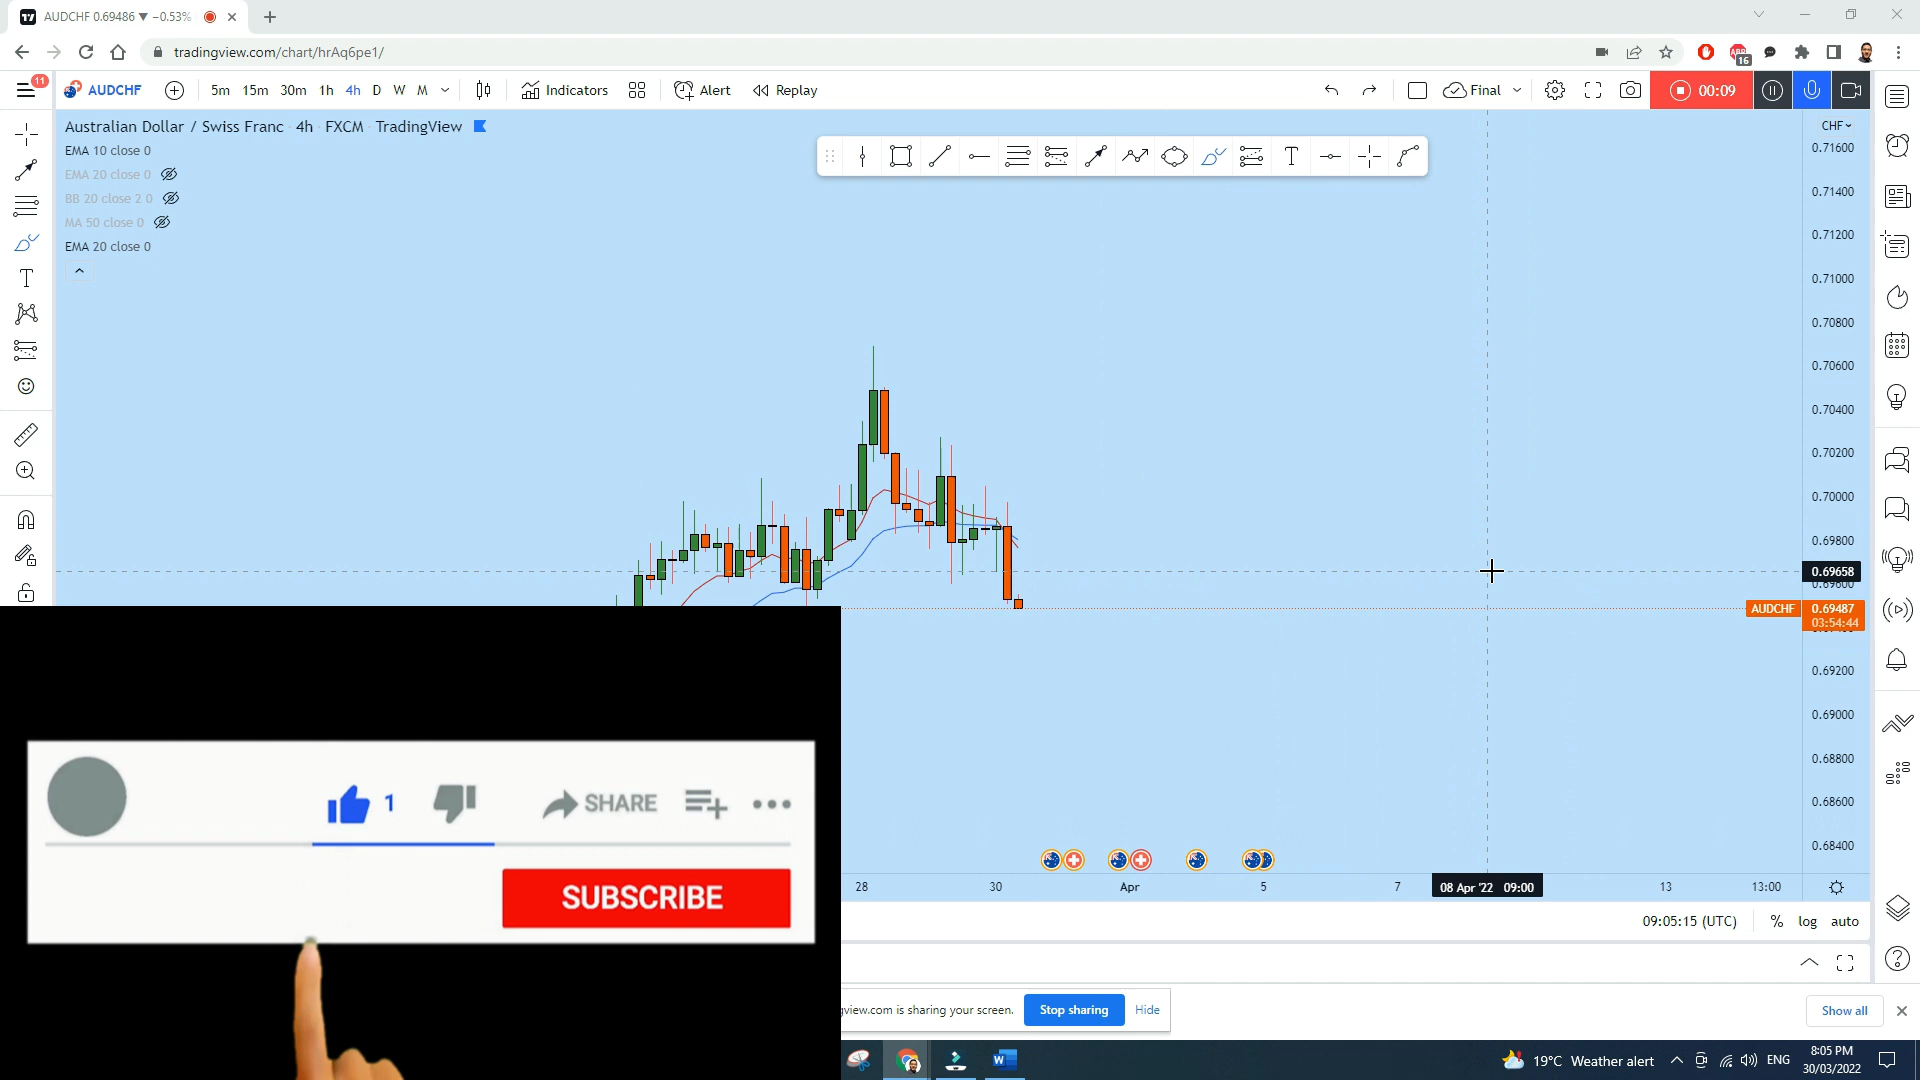 AUDCHF 0.69486 ▼ −0.53%
tradingview.com/chart/hrAq6pe1/
16
11
AUDCHF
5m 15m 30m 1h 4h D W M
Indicators
Alert
Replay
Final
00:09
Australian Dollar / Swiss Franc 4h FXCM TradingView
CHF
EMA 10 close 0
EMA 20 close 0
BB 20 close 2 0
MA 50 close 0
EMA 20 close 0
0.71600
0.71400
0.71200
0.71000
0.70800
0.70600
0.70400
0.70200
0.70000
0.69800
0.69658
AUDCHF 0.69487
03:54:44
0.69200
0.69000
0.68800
0.68600
0.68400
1
SHARE
SUBSCRIBE
28 30 Apr 5 7 08 Apr '22 09:00 13 13:00
09:05:15 (UTC) % log auto
is sharing your screen.
Stop sharing
Hide
Show all
19°C Weather alert
ENG
8:05 PM
30/03/2022